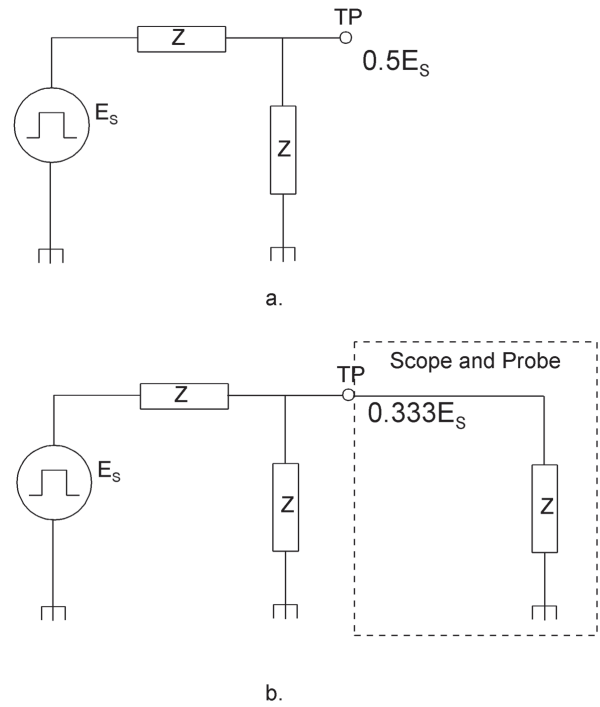 TP
Z
0.5E_S
E_S
Z
a.
Scope and Probe
TP
Z
0.333E_S
E_S
Z
Z
b.